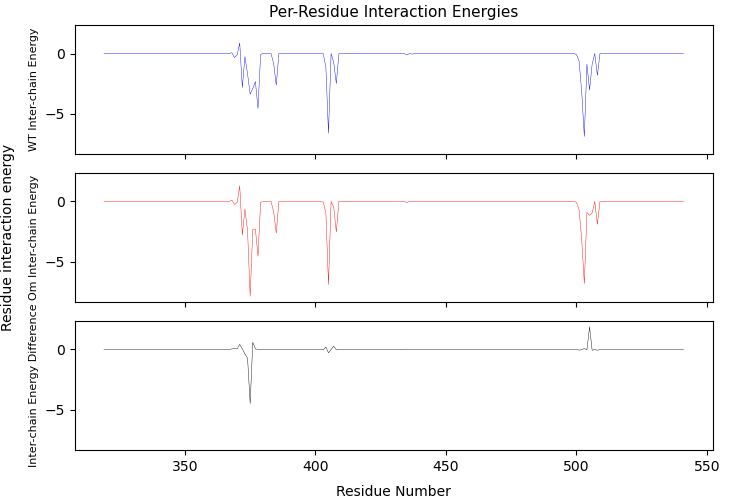 Per-Residue Interaction Energies
Residue interaction energy
WT Inter-chain Energy
0
−5
Om Inter-chain Energy
0
−5
Inter-chain Energy Difference
0
−5
350
400
450
500
550
Residue Number